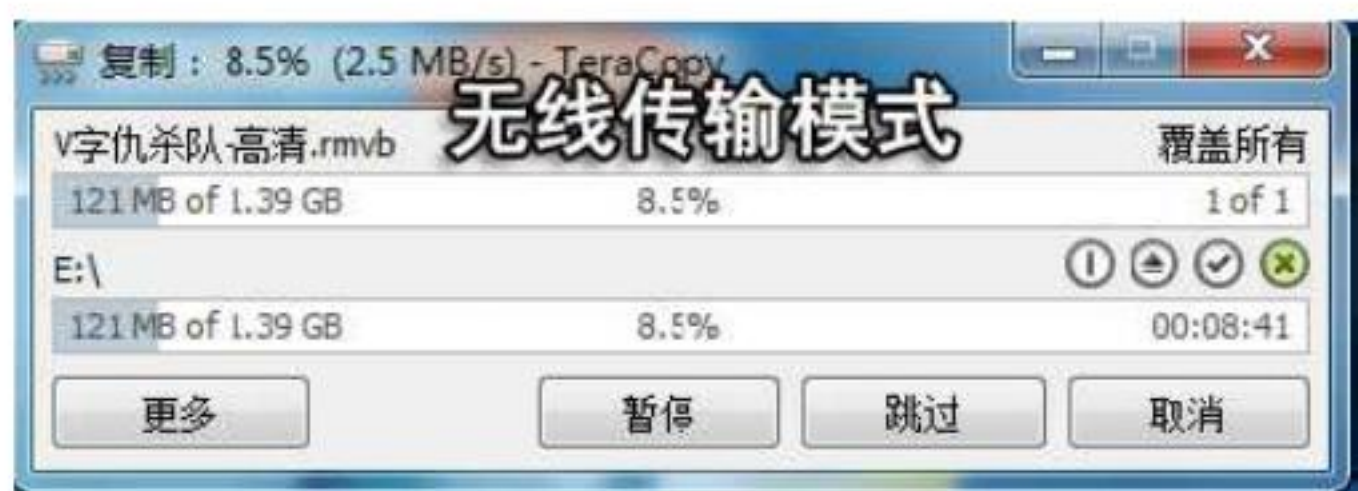 复制: 8.5% (2.5 MB/s) - TeraCopy
无线传输模式
V字仇杀队-高清.rmvb 覆盖所有
121 MB of 1.39 GB 8.5% 1 of 1
E:\
121 MB of 1.39 GB 8.5% 00:08:41
更多 暂停 跳过 取消